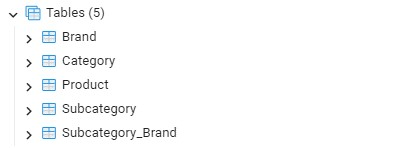 Tables (5)
Brand
Category
Product
Subcategory
Subcategory_Brand